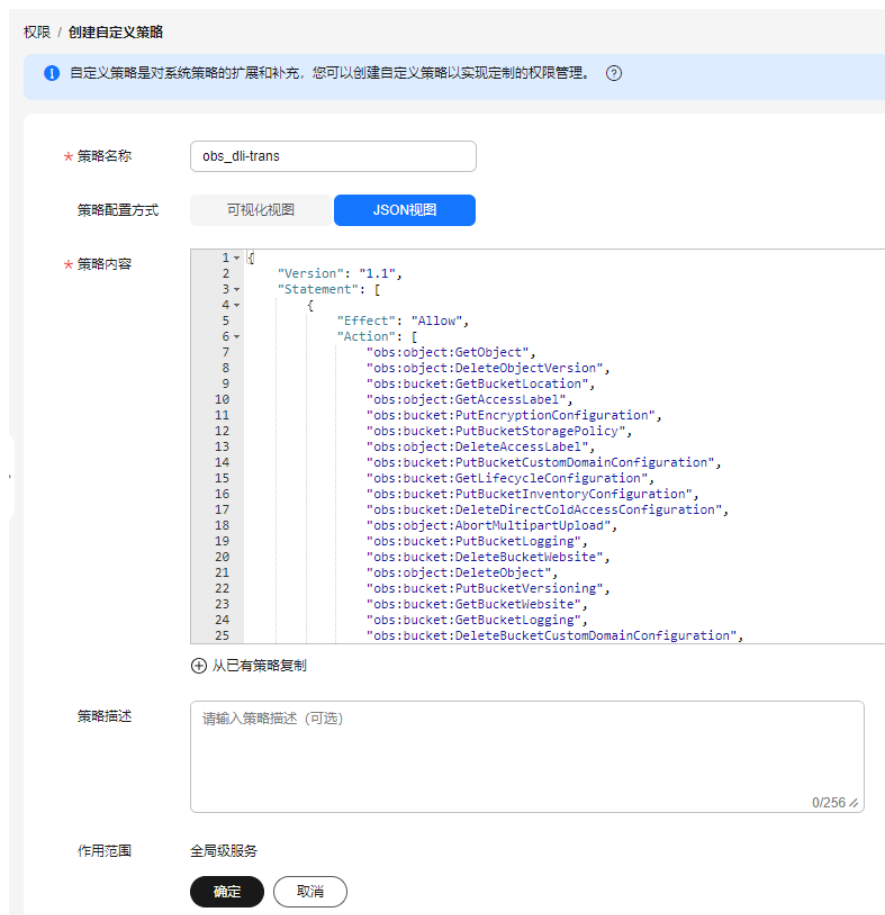 权限 / 创建自定义策略
自定义策略是对系统策略的扩展和补充，您可以创建自定义策略以实现定制的权限管理。 ?
* 策略名称 obs_dli-trans
策略配置方式 可视化视图 JSON视图
* 策略内容
1 {
2 "Version": "1.1",
3 "Statement": [
4 {
5 "Effect": "Allow",
6 "Action": [
7 "obs:object:GetObject",
8 "obs:object:DeleteObjectVersion",
9 "obs:bucket:GetBucketLocation",
10 "obs:object:GetAccessLabel",
11 "obs:bucket:PutEncryptionConfiguration",
12 "obs:bucket:PutBucketStoragePolicy",
13 "obs:object:DeleteAccessLabel",
14 "obs:bucket:PutBucketCustomDomainConfiguration",
15 "obs:bucket:GetLifecycleConfiguration",
16 "obs:bucket:PutBucketInventoryConfiguration",
17 "obs:bucket:DeleteDirectColdAccessConfiguration",
18 "obs:object:AbortMultipartUpload",
19 "obs:bucket:PutBucketLogging",
20 "obs:bucket:DeleteBucketWebsite",
21 "obs:object:DeleteObject",
22 "obs:bucket:PutBucketVersioning",
23 "obs:bucket:GetBucketWebsite",
24 "obs:bucket:GetBucketLogging",
25 "obs:bucket:DeleteBucketCustomDomainConfiguration",
从已有策略复制
策略描述 请输入策略描述（可选）
0/256
作用范围 全局级服务
确定 取消